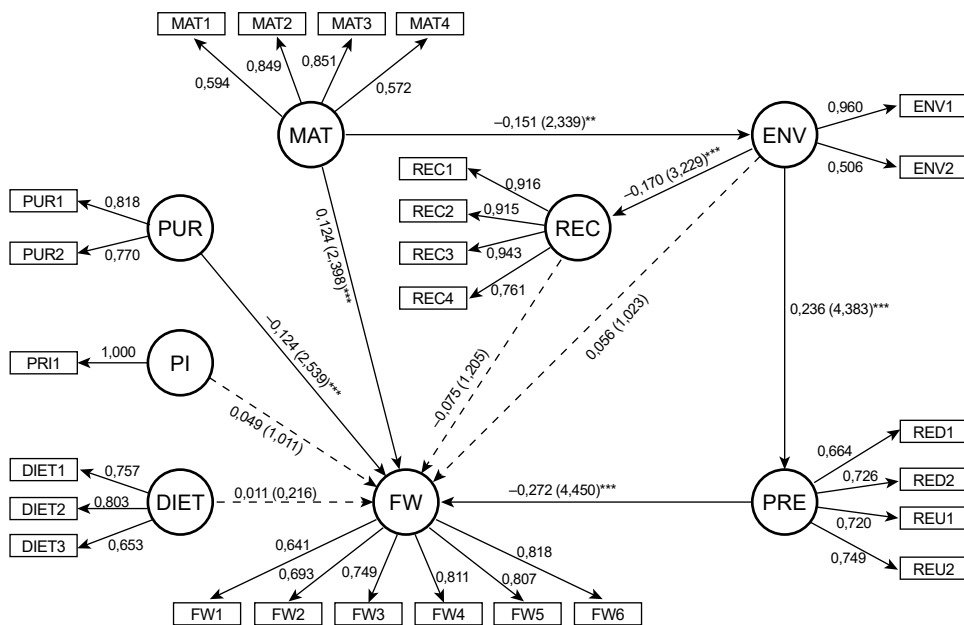 MAT1 MAT2 MAT3 MAT4
0,594 0,849 0,851 0,572
MAT
–0,151 (2,339)**
ENV
0,960
ENV1
0,506
ENV2
–0,170 (3,229)***
REC1
REC2
REC3
REC4
0,916
0,915
0,943
0,761
REC
PUR1
PUR2
0,818
0,770
PUR
0,124 (2,398)***
0,056 (1,023)
0,236 (4,383)***
–0,124 (2,539)***
–0,075 (1,205)
PRI1
1,000
PI
0,049 (1,011)
DIET1
DIET2
DIET3
0,757
0,803
0,653
DIET
0,011 (0,216)
FW
–0,272 (4,450)***
PRE
0,664
0,726
0,720
0,749
RED1
RED2
REU1
REU2
0,641 0,693 0,749 0,811 0,807 0,818
FW1 FW2 FW3 FW4 FW5 FW6